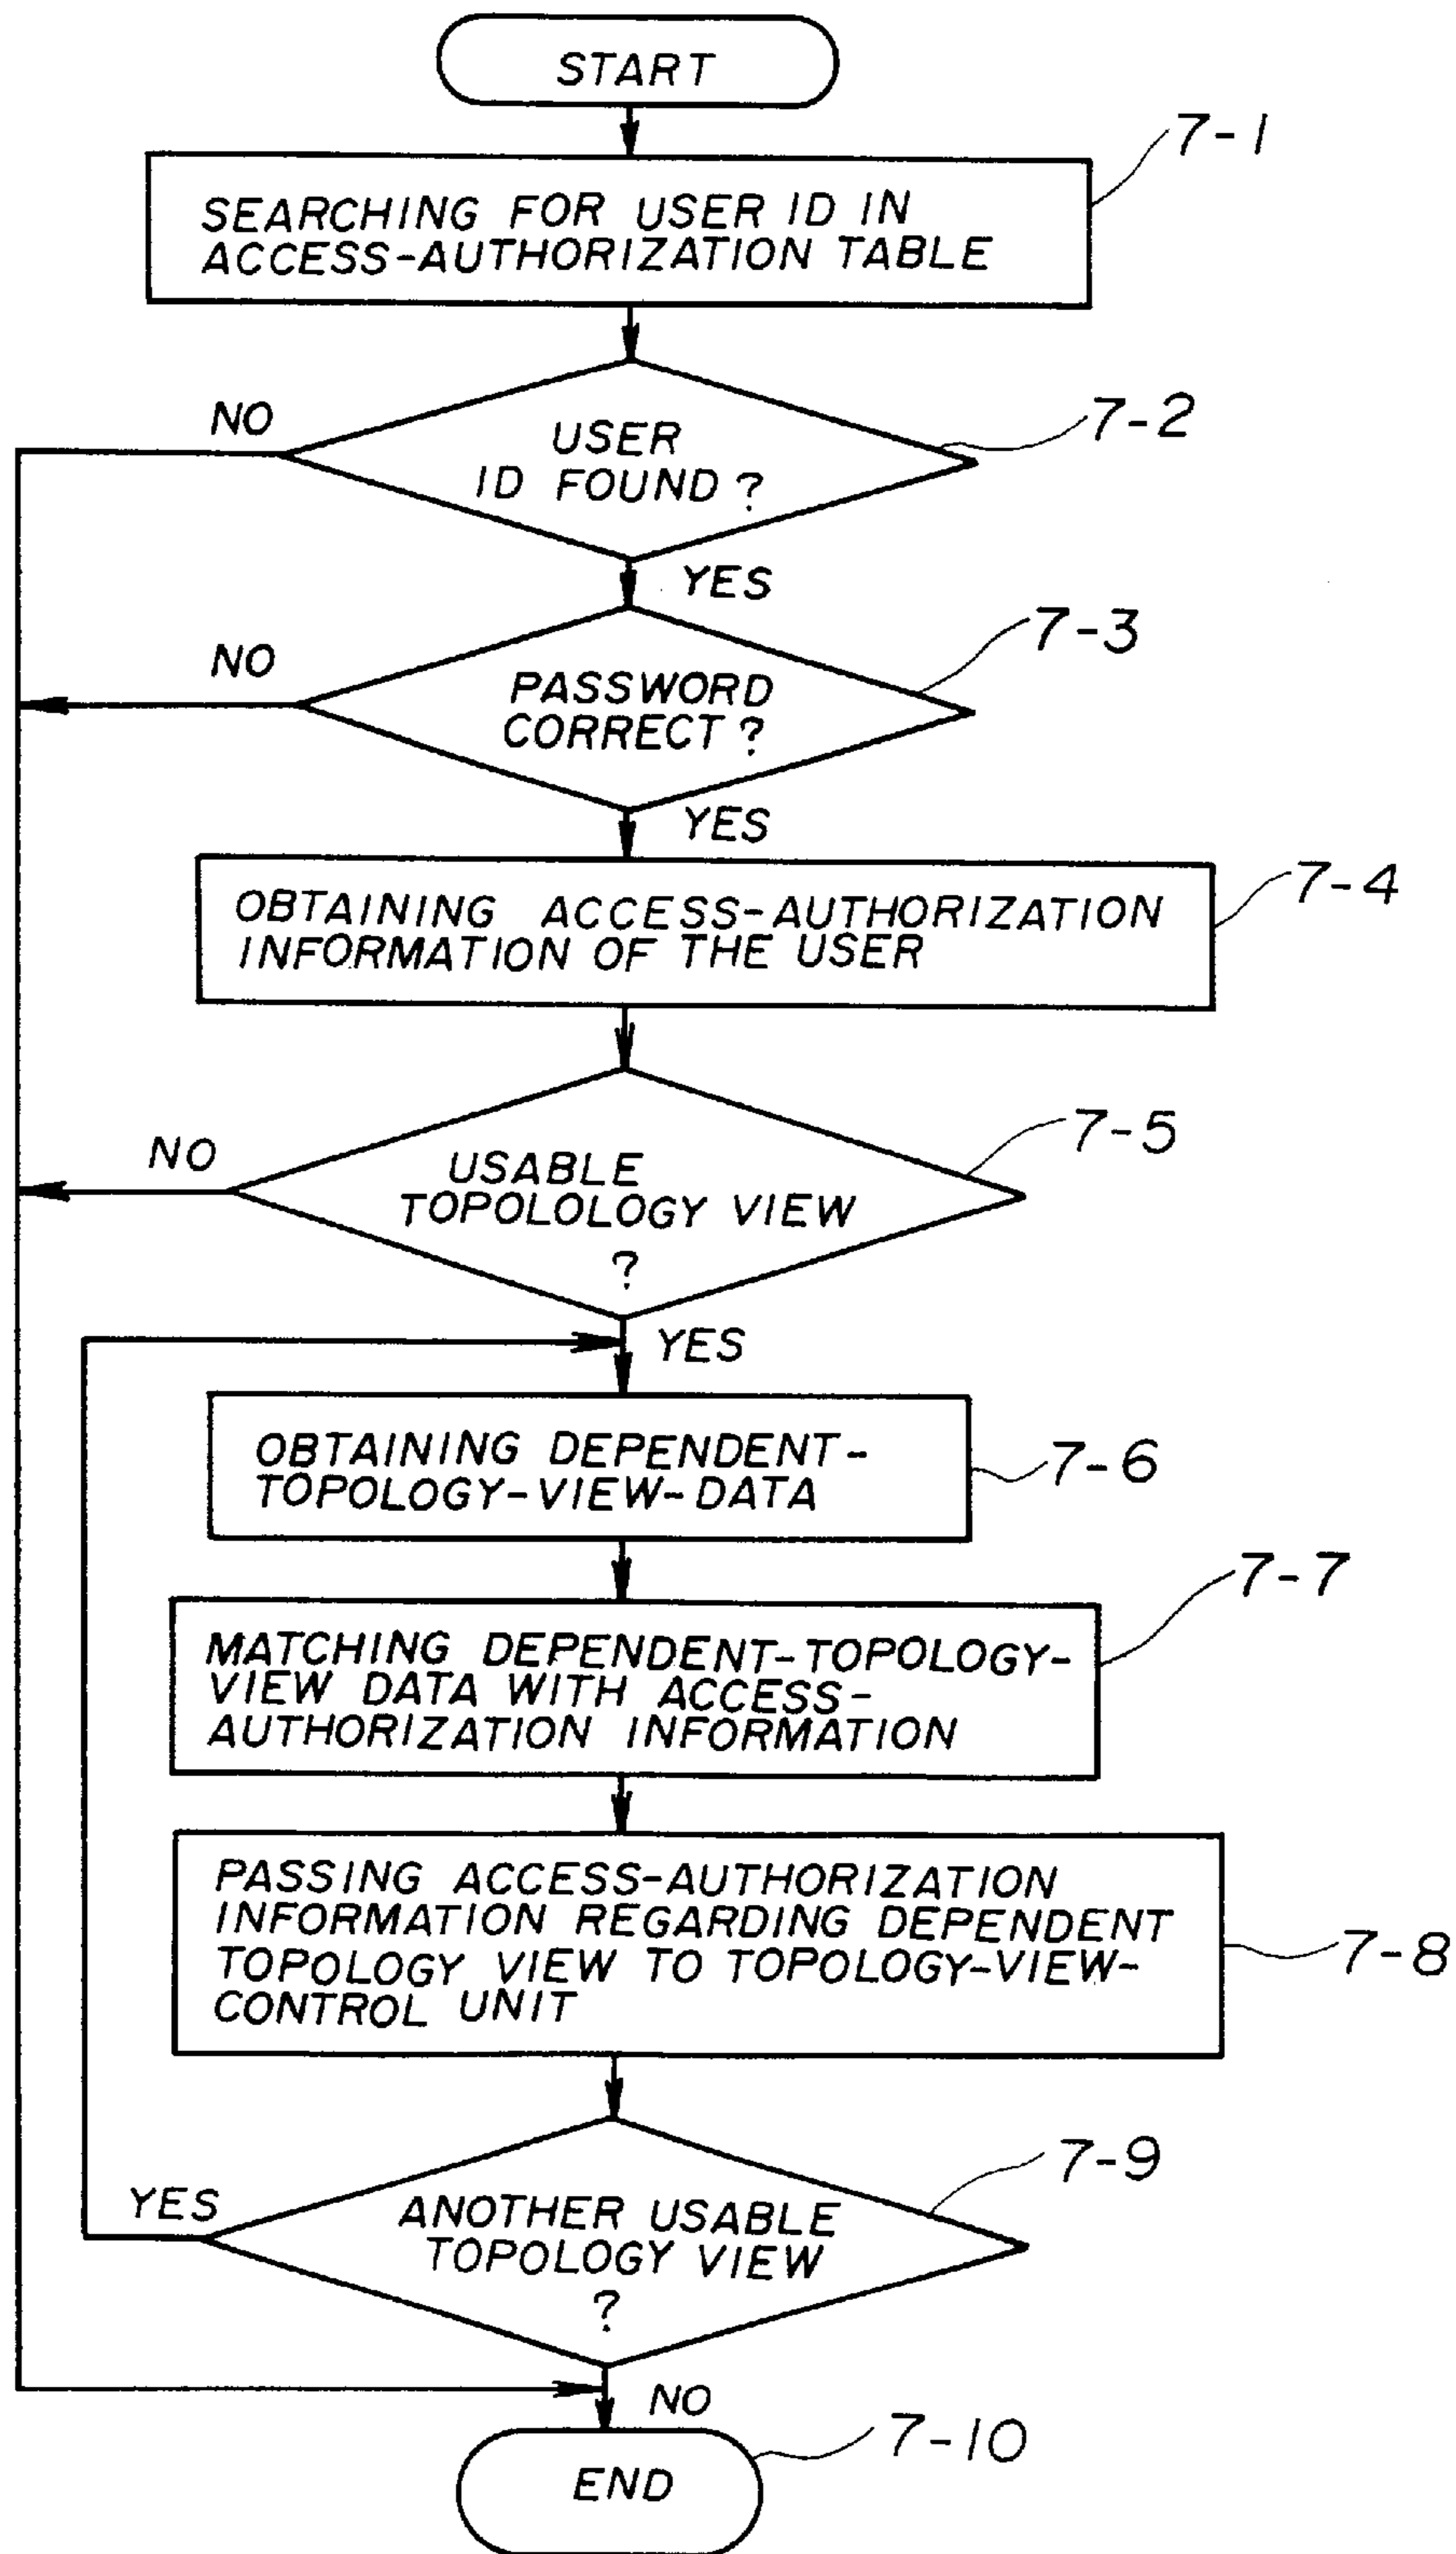 START
7-1
SEARCHING FOR USER ID IN
ACCESS-AUTHORIZATION TABLE
NO
7-2
USER
ID FOUND ?
YES
7-3
NO
PASSWORD
CORRECT ?
YES
7-4
OBTAINING ACCESS-AUTHORIZATION
INFORMATION OF THE USER
7-5
NO
USABLE
TOPOLOLOGY VIEW
?
YES
OBTAINING DEPENDENT-
TOPOLOGY-VIEW-DATA
7-6
7-7
MATCHING DEPENDENT-TOPOLOGY-
VIEW DATA WITH ACCESS-
AUTHORIZATION INFORMATION
PASSING ACCESS-AUTHORIZATION
INFORMATION REGARDING DEPENDENT
TOPOLOGY VIEW TO TOPOLOGY-VIEW-
CONTROL UNIT
7-8
7-9
YES
ANOTHER USABLE
TOPOLOGY VIEW
?
NO
7-10
END